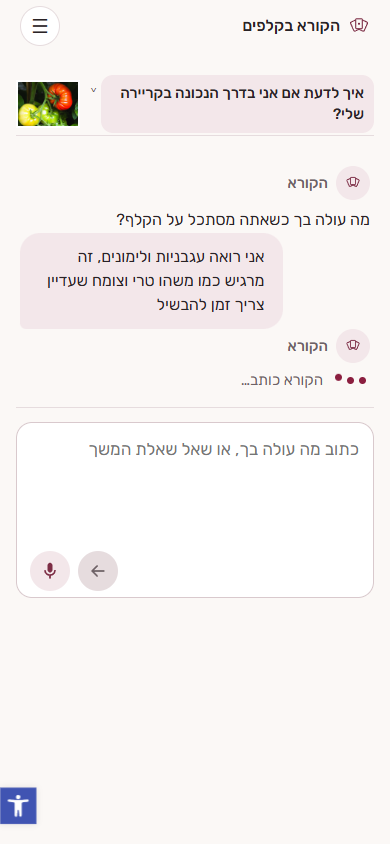 הקורא בקלפים
איך לדעת אם אני בדרך הנכונה בקריירה
שלי?
הקורא
מה עולה בך כשאתה מסתכל על הקלף?
אני רואה עגבניות ולימונים, זה
מרגיש כמו משהו טרי וצומח שעדיין
צריך זמן להבשיל
הקורא
הקורא כותב...
כתוב מה עולה בך, או שאל שאלת המשך